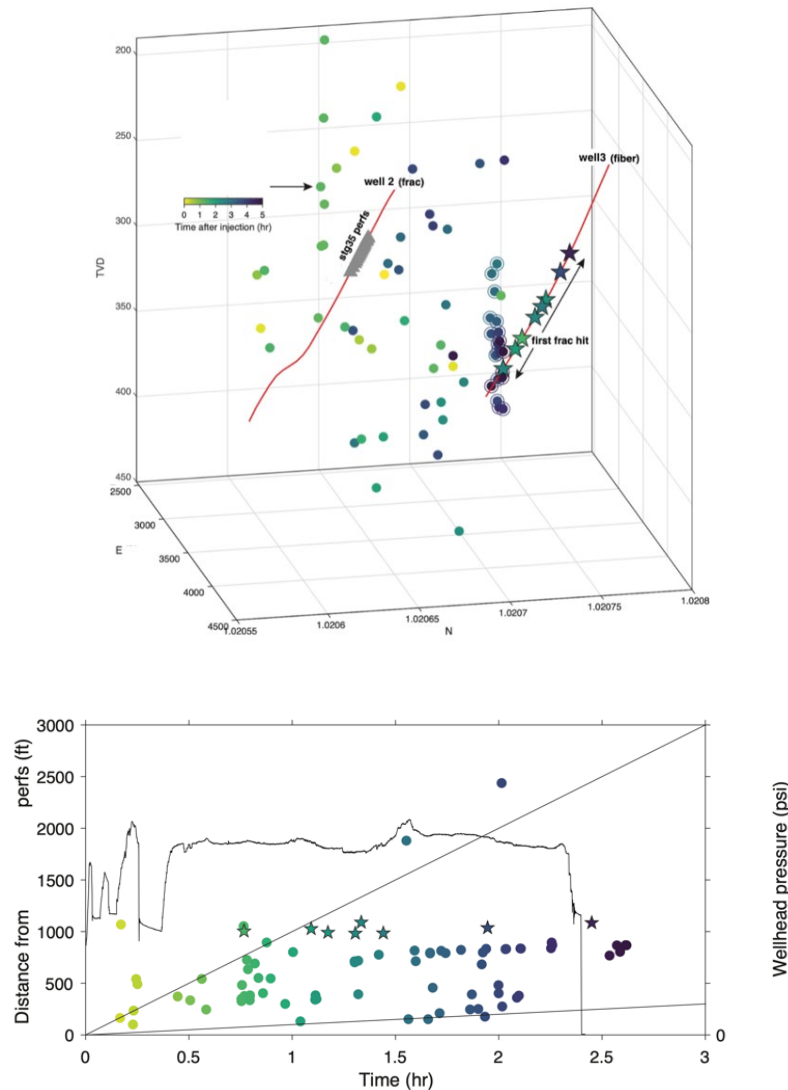 200
250
300
350
400
450
TVD
well 2 (frac)
well3 (fiber)
stg35 perfs
0 1 2 3 4 5
Time after injection (hr)
first frac hit
2500
3000
3500
4000
4500
E
1.02055
1.0206
1.02065
1.0207
1.02075
1.0208
N
3000
2500
2000
1500
1000
500
0
Distance from perfs (ft)
0
Wellhead pressure (psi)
0 0.5 1 1.5 2 2.5 3
Time (hr)